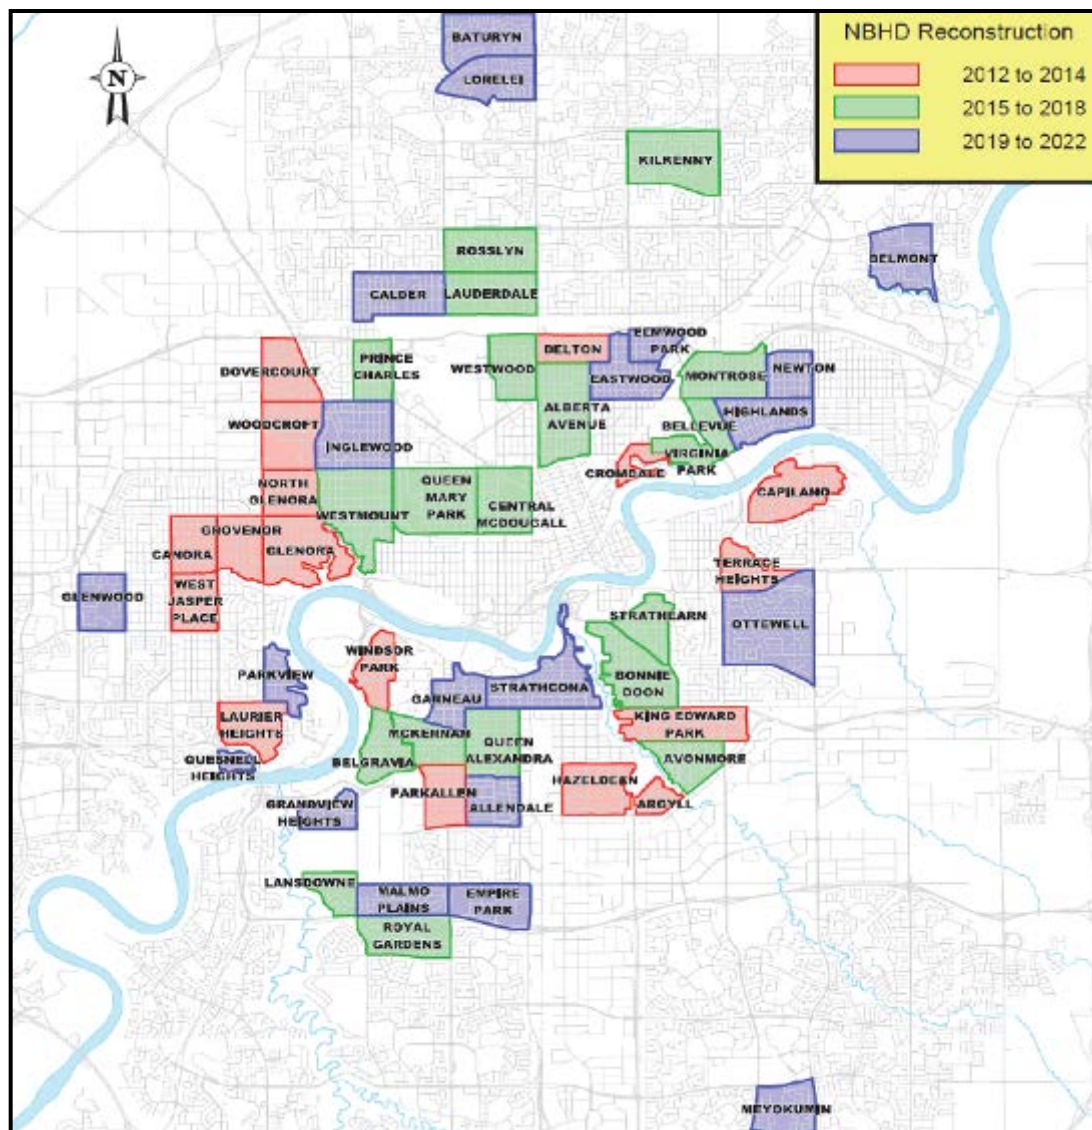 NBHD Reconstruction
2012 to 2014
2015 to 2018
2019 to 2022
N
BATURYN
LORELEI
KILKENNY
ROSSLYN
BELMONT
CALDER
LAUDERDALE
ELMWOOD
PARK
DELTON
PRINCE
CHARLES
WESTWOOD
DOVERCOURT
EASTWOOD
MONTROSE
NEWTON
ALBERTA
AVENUE
HIGHLANDS
WOODCROFT
BELLEVUE
INGLEWOOD
VIRGINIA
PARK
CROMDALE
NORTH
GLENORA
QUEEN
MARY
PARK
CAPILANO
WESTMOUNT
CENTRAL
MCDOUGALL
GROVENOR
CANORA
GLENORA
TERRACE
HEIGHTS
WEST
JASPER
PLACE
GLENWOOD
STRATHEARN
OTTEWELL
WINDSOR
PARK
PARKVIEW
BONNIE
DOON
GARNEAU
STRATHCONA
LAURIER
HEIGHTS
KING EDWARD
PARK
MCKERNAN
QUEEN
ALEXANDRA
QUESNELL
HEIGHTS
BELGRAVIA
AVONMORE
HAZELDEAN
PARKALLEN
GRANDVIEW
HEIGHTS
ALLENDALE
ARGYLL
LANSDOWNE
MALMO
PLAINS
EMPIRE
PARK
ROYAL
GARDENS
MEYOKUMIN